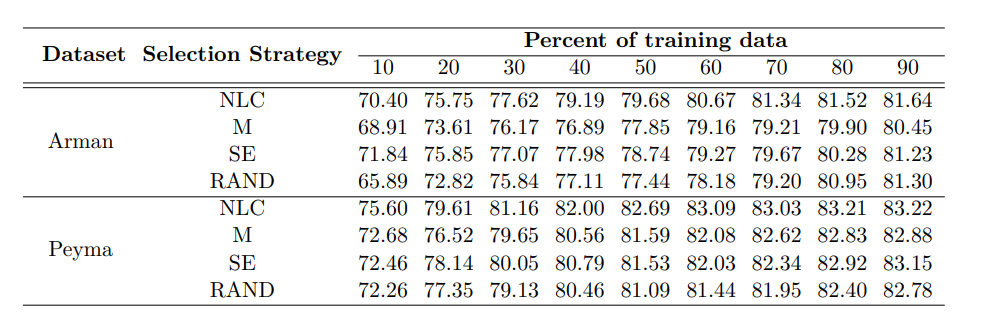 Dataset Selection Strategy Percent of training data
10 20 30 40 50 60 70 80 90
Arman
NLC 70.40 75.75 77.62 79.19 79.68 80.67 81.34 81.52 81.64
M 68.91 73.61 76.17 76.89 77.85 79.16 79.21 79.90 80.45
SE 71.84 75.85 77.07 77.98 78.74 79.27 79.67 80.28 81.23
RAND 65.89 72.82 75.84 77.11 77.44 78.18 79.20 80.95 81.30
Peyma
NLC 75.60 79.61 81.16 82.00 82.69 83.09 83.03 83.21 83.22
M 72.68 76.52 79.65 80.56 81.59 82.08 82.62 82.83 82.88
SE 72.46 78.14 80.05 80.79 81.53 82.03 82.34 82.92 83.15
RAND 72.26 77.35 79.13 80.46 81.09 81.44 81.95 82.40 82.78